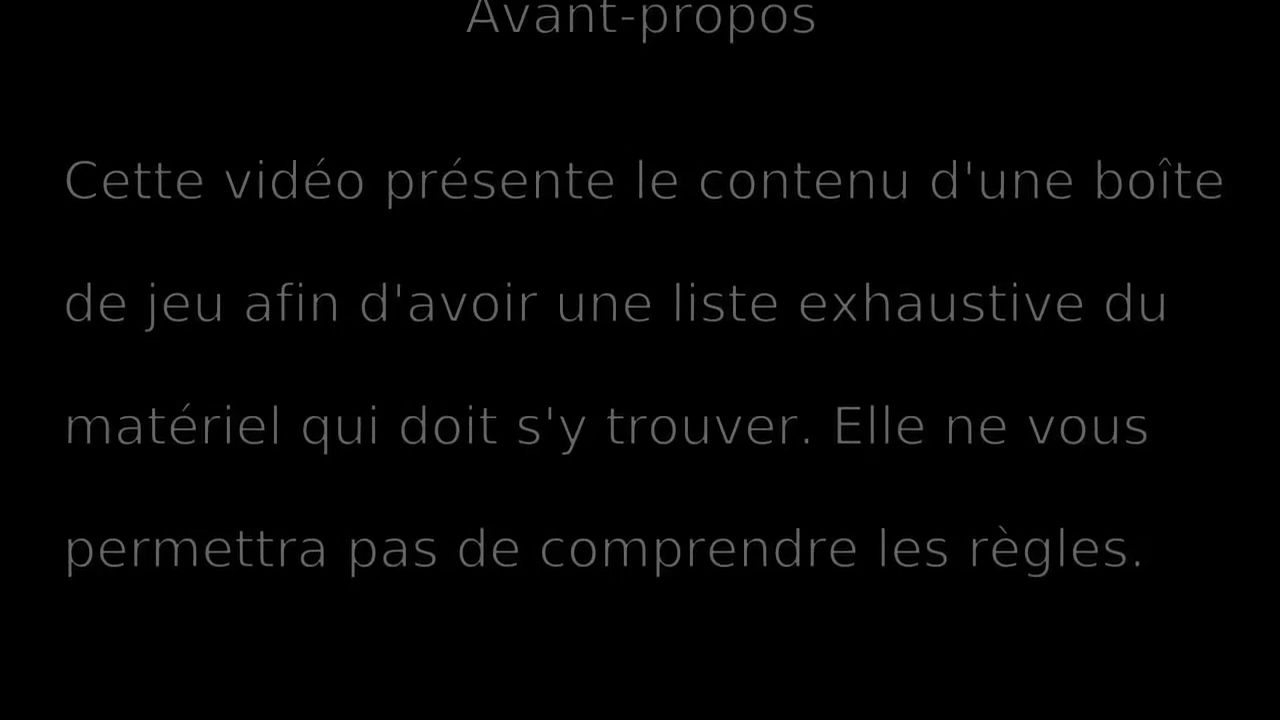 Avant-propos
Cette vidéo présente le contenu d'une boîte
de jeu afin d'avoir une liste exhaustive du
matériel qui doit s'y trouver. Elle ne vous
permettra pas de comprendre les règles.